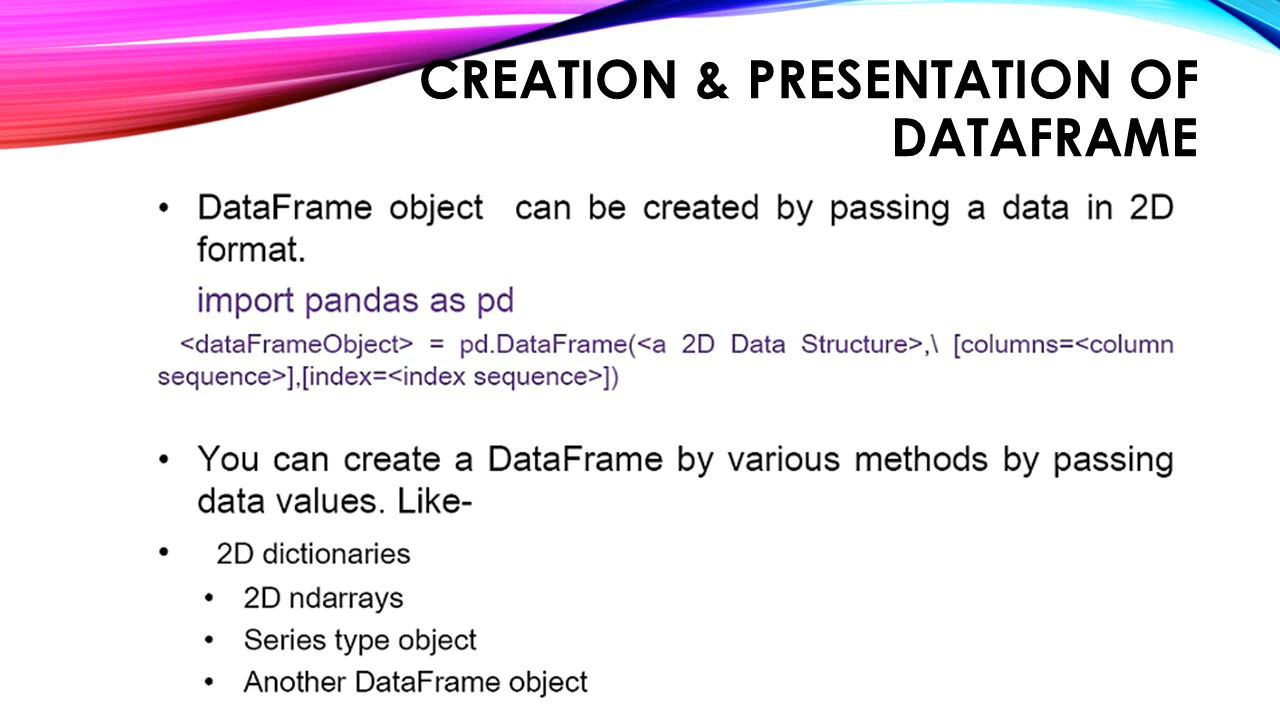 CREATION & PRESENTATION OF
DATAFRAME
• DataFrame object can be created by passing a data in 2D
format.
import pandas as pd
<dataFrameObject> = pd.DataFrame(<a 2D Data Structure>,\ [columns=<column
sequence>],[index=<index sequence>])
• You can create a DataFrame by various methods by passing
data values. Like-
• 2D dictionaries
• 2D ndarrays
• Series type object
• Another DataFrame object